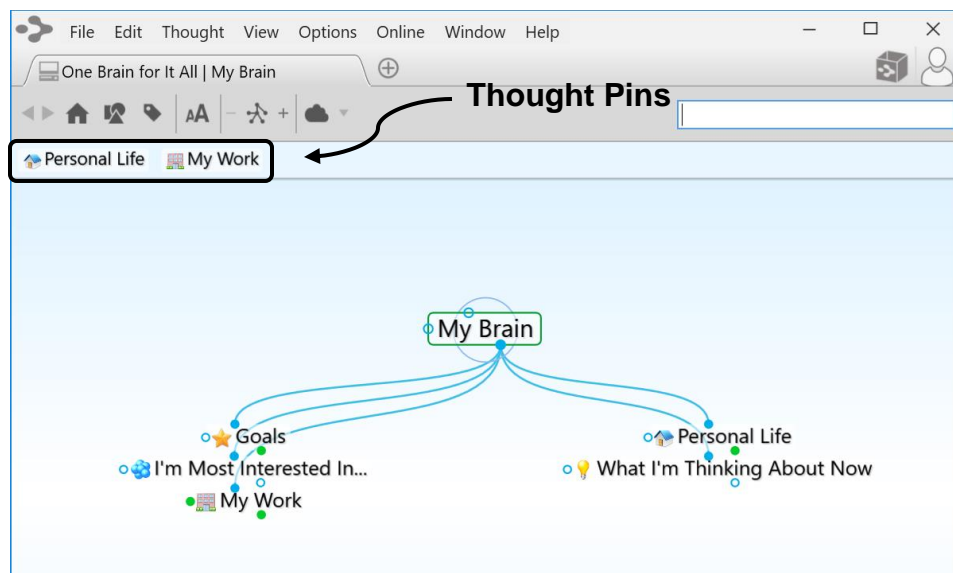 File Edit Thought View Options Online Window Help
One Brain for It All | My Brain
AA
Thought Pins
Personal Life My Work
My Brain
Goals
Personal Life
I'm Most Interested In...
What I'm Thinking About Now
My Work